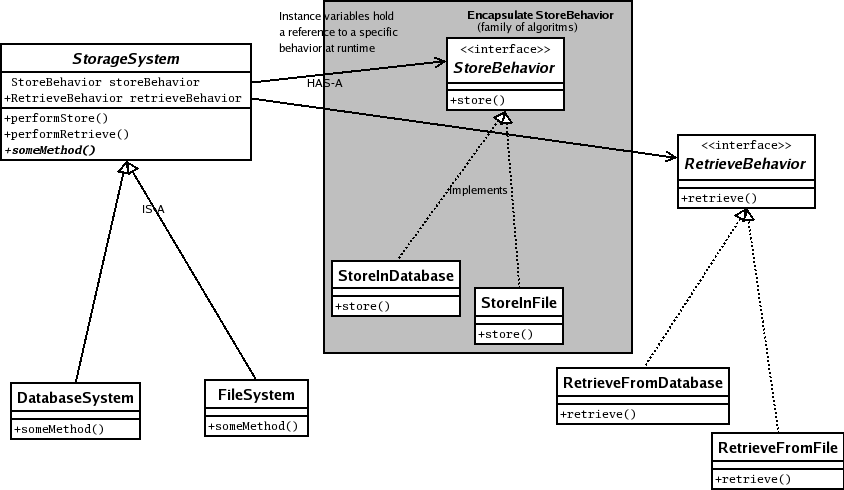 Instance variables hold
a reference to a specific
behavior at runtime
Encapsulate StoreBehavior
(family of algoritms)
StorageSystem
StoreBehavior storeBehavior
+RetrieveBehavior retrieveBehavior
+performStore()
+performRetrieve()
+someMethod()
HAS-A
<<interface>>
StoreBehavior
+store()
<<interface>>
RetrieveBehavior
+retrieve()
IS-A
Implements
StoreInDatabase
+store()
StoreInFile
+store()
DatabaseSystem
+someMethod()
FileSystem
+someMethod()
RetrieveFromDatabase
+retrieve()
RetrieveFromFile
+retrieve()